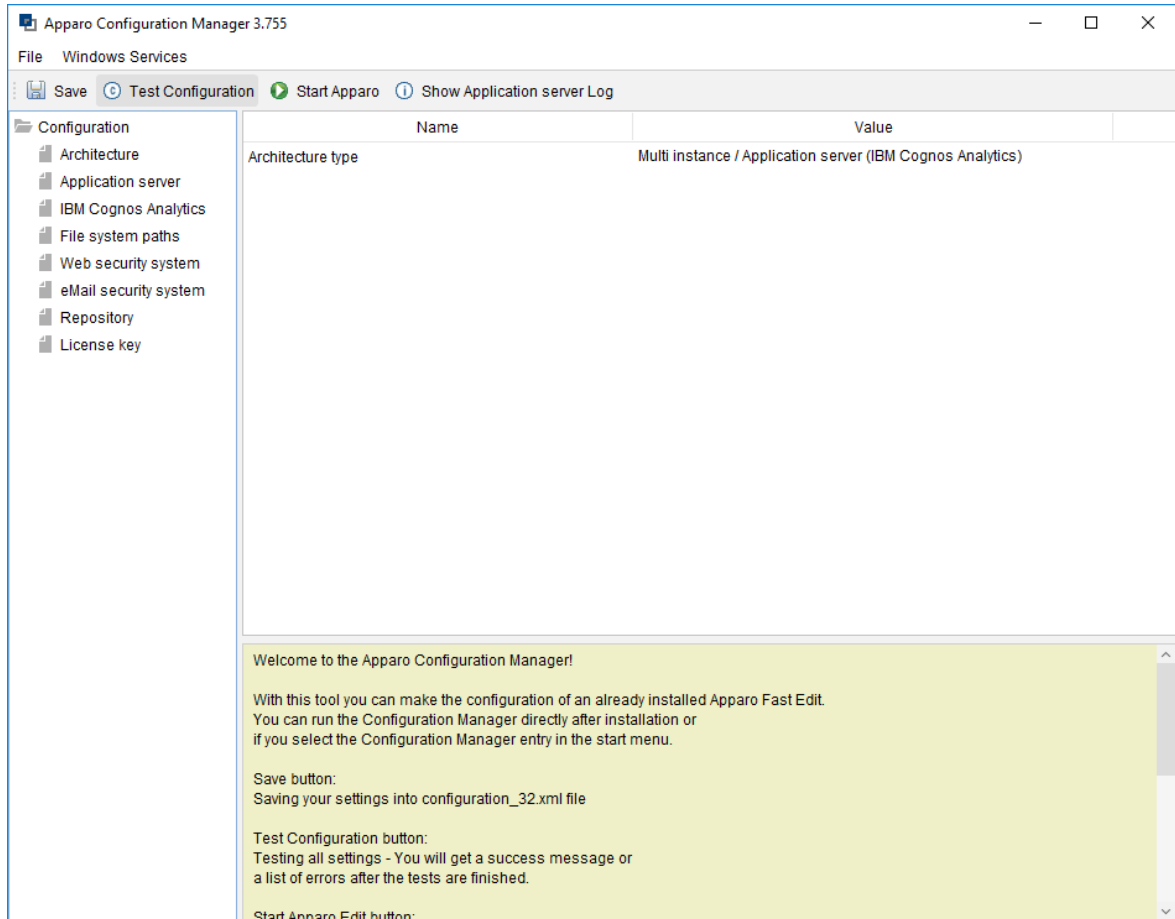 Apparo Configuration Manager 3.755
File Windows Services
Save Test Configuration Start Apparo Show Application server Log
Configuration
Architecture
Application server
IBM Cognos Analytics
File system paths
Web security system
eMail security system
Repository
License key
Name Value
Architecture type Multi instance / Application server (IBM Cognos Analytics)
Welcome to the Apparo Configuration Manager!
With this tool you can make the configuration of an already installed Apparo Fast Edit.
You can run the Configuration Manager directly after installation or
if you select the Configuration Manager entry in the start menu.
Save button:
Saving your settings into configuration_32.xml file
Test Configuration button:
Testing all settings - You will get a success message or
a list of errors after the tests are finished.
Start Apparo Edit button: